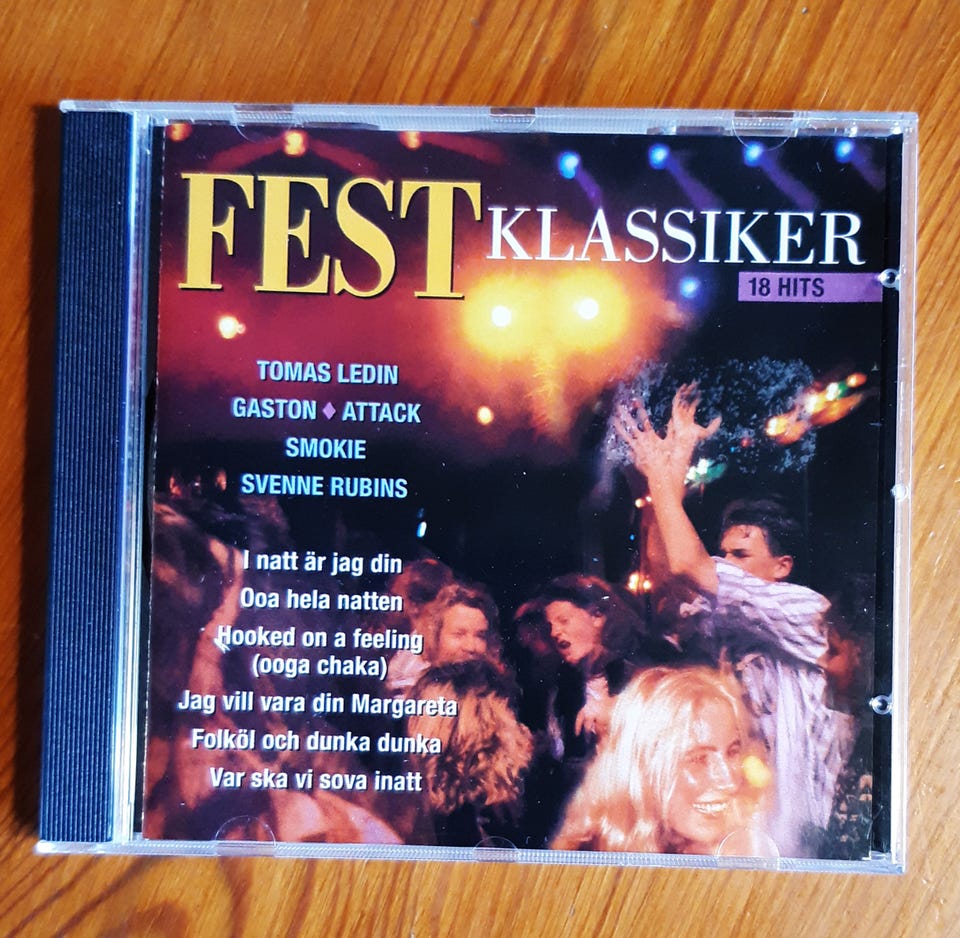 FEST KLASSIKER
18 HITS
TOMAS LEDIN
GASTON ♦ ATTACK
SMOKIE
SVENNE RUBINS
I natt är jag din
Ooa hela natten
Hooked on a feeling
(ooga chaka)
Jag vill vara din Margareta
Folköl och dunka dunka
Var ska vi sova inatt